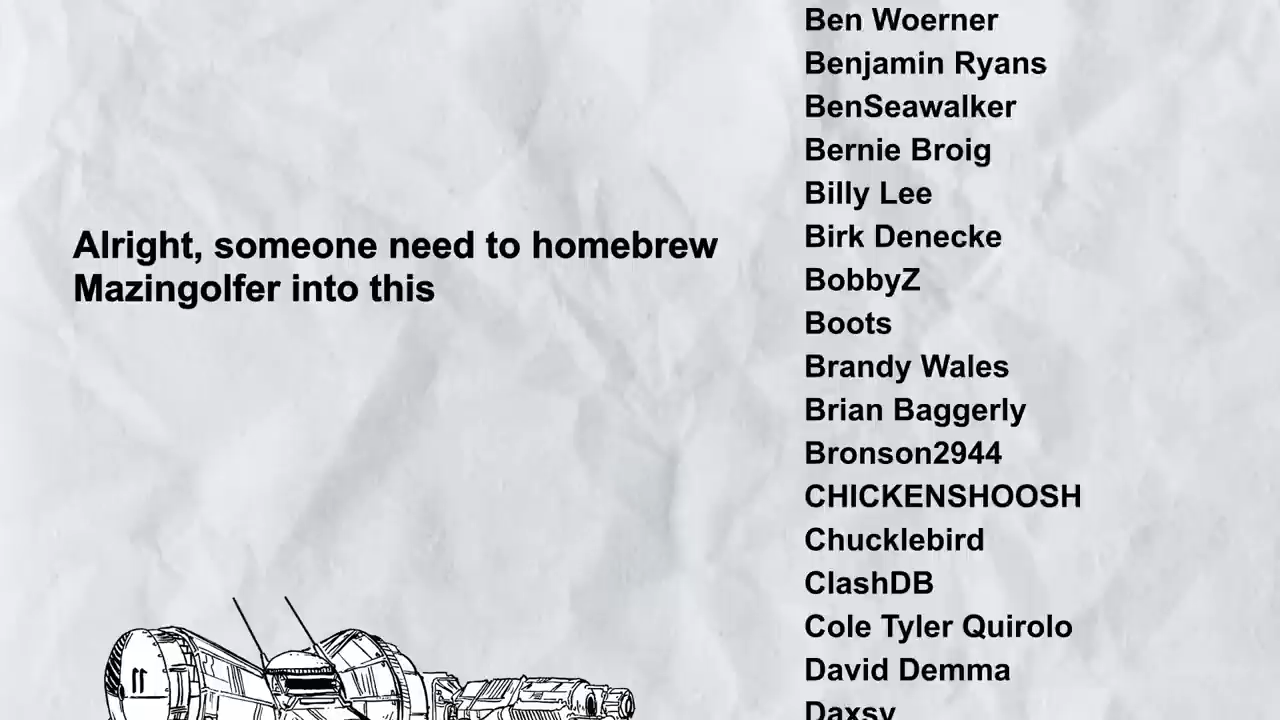 Alright, someone need to homebrew
Mazingolfer into this
Ben Woerner
Benjamin Ryans
BenSeawalker
Bernie Broig
Billy Lee
Birk Denecke
BobbyZ
Boots
Brandy Wales
Brian Baggerly
Bronson2944
CHICKENSHOOSH
Chucklebird
ClashDB
Cole Tyler Quirolo
David Demma
Daxsy
11